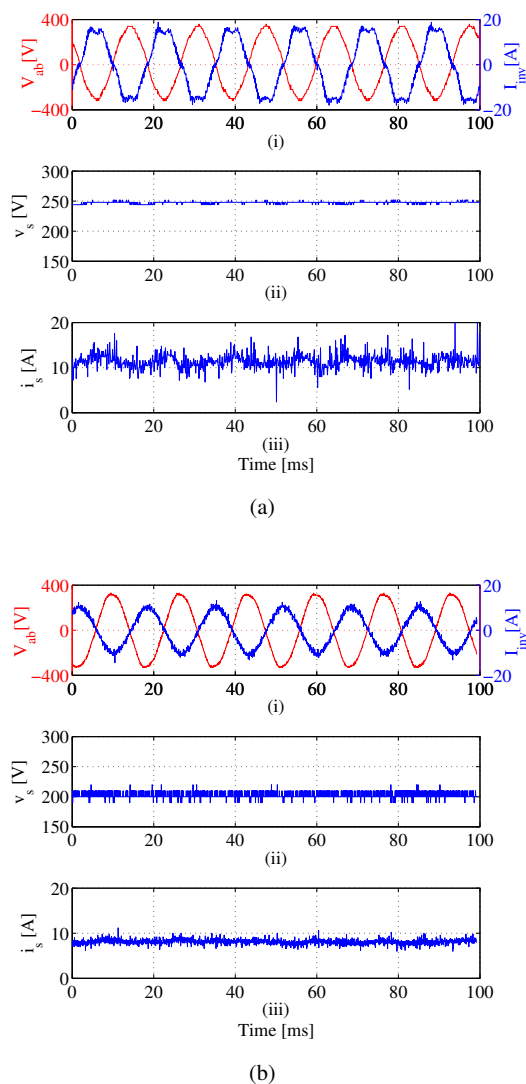 400 20
V_ab[V] 0 0 I_inv[A]
−400 −20
0 20 40 60 80 100
(i)
300
250
v_s [V] 200
150
0 20 40 60 80 100
(ii)
20
i_s [A] 10
0
0 20 40 60 80 100
(iii)
Time [ms]
(a)
400 20
V_ab[V] 0 0 I_inv[A]
−400 −20
0 20 40 60 80 100
(i)
300
250
v_s [V] 200
150
0 20 40 60 80 100
(ii)
20
i_s [A] 10
0
0 20 40 60 80 100
(iii)
Time [ms]
(b)